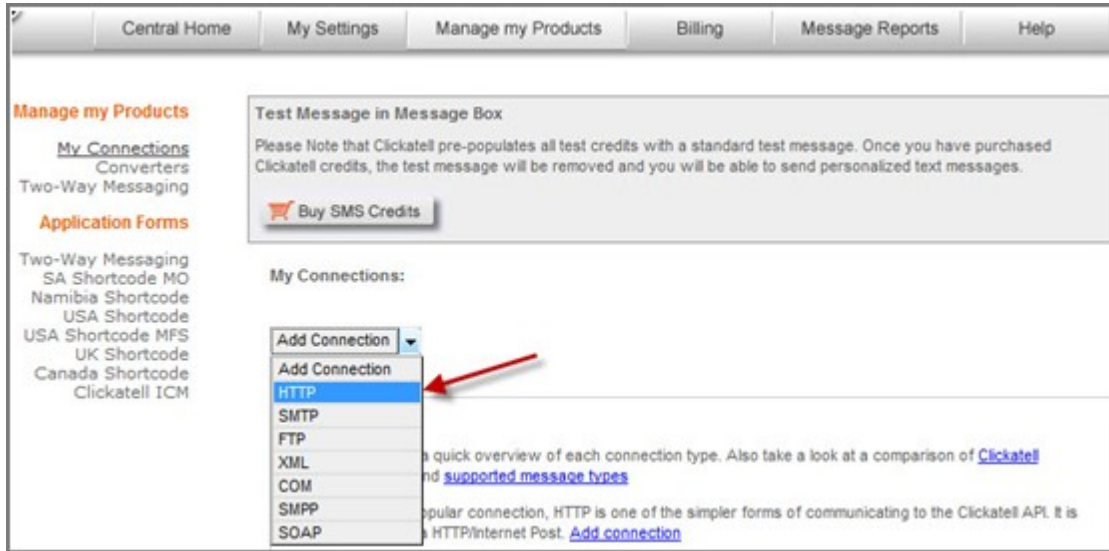 Central Home My Settings Manage my Products Billing Message Reports Help
Manage my Products
My Connections
Converters
Two-Way Messaging
Application Forms
Two-Way Messaging
SA Shortcode MO
Namibia Shortcode
USA Shortcode
USA Shortcode MFS
UK Shortcode
Canada Shortcode
Clickatell ICM
Test Message in Message Box
Please Note that Clickatell pre-populates all test credits with a standard test message. Once you have purchased
Clickatell credits, the test message will be removed and you will be able to send personalized text messages.
Buy SMS Credits
My Connections:
Add Connection
Add Connection
HTTP
SMTP
FTP
XML
COM
SMPP
SOAP
a quick overview of each connection type. Also take a look at a comparison of Clickatell
supported message types
connection, HTTP is one of the simpler forms of communicating to the Clickatell API. It is
HTTP/Internet Post. Add connection